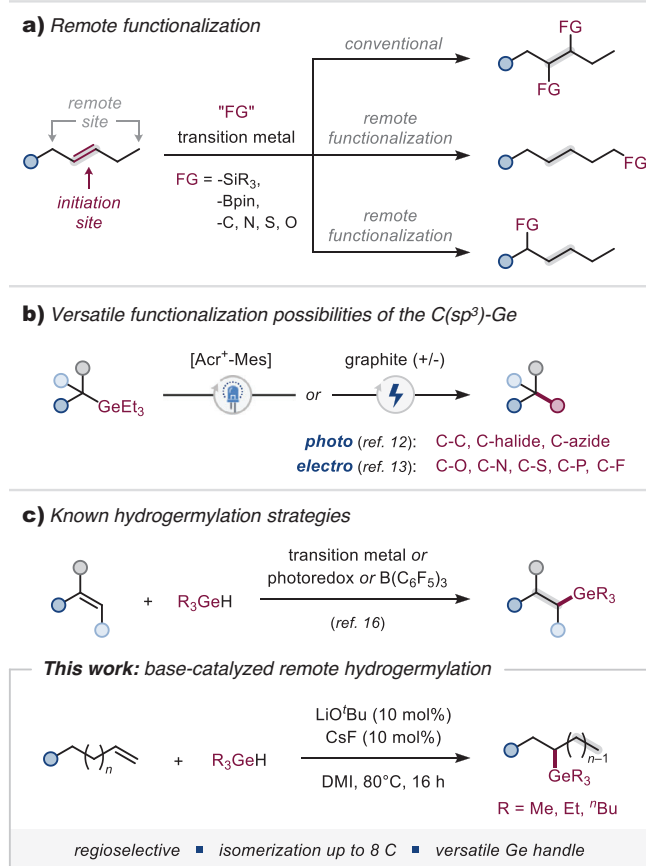 a) Remote functionalization
conventional
FG
FG
remote
site
"FG"
transition metal
initiation
site
FG = -SiR3,
-Bpin,
-C, N, S, O
remote
functionalization
FG
remote
functionalization
FG
b) Versatile functionalization possibilities of the C(sp³)-Ge
[Acr⁺-Mes]
or
graphite (+/-)
GeEt₃
photo (ref. 12): C-C, C-halide, C-azide
electro (ref. 13): C-O, C-N, C-S, C-P, C-F
c) Known hydrogermylation strategies
+
R₃GeH
transition metal or
photoredox or B(C₆F₅)₃
(ref. 16)
GeR₃
This work: base-catalyzed remote hydrogermylation
n
+
R₃GeH
LiOᵗBu (10 mol%)
CsF (10 mol%)
DMI, 80°C, 16 h
n–1
GeR₃
R = Me, Et, ⁿBu
regioselective ▪ isomerization up to 8 C ▪ versatile Ge handle